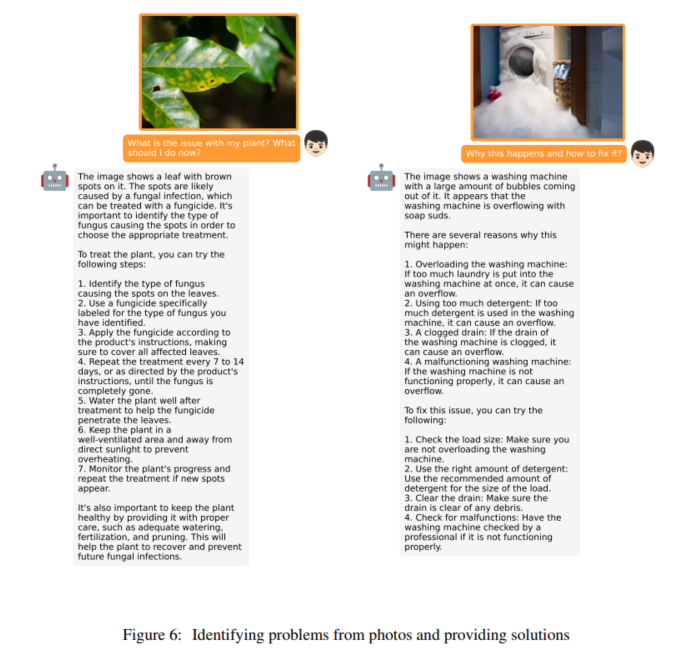 What is the issue with my plant? What
should I do now?
The image shows a leaf with brown
spots on it. The spots are likely
caused by a fungal infection, which
can be treated with a fungicide. It's
important to identify the type of
fungus causing the spots in order to
choose the appropriate treatment.
To treat the plant, you can try the
following steps:
1. Identify the type of fungus
causing the spots on the leaves.
2. Use a fungicide specifically
labeled for the type of fungus you
have identified.
3. Apply the fungicide according to
the product's instructions, making
sure to cover all affected leaves.
4. Repeat the treatment every 7 to 14
days, or as directed by the product's
instructions, until the fungus is
completely gone.
5. Water the plant well after
treatment to help the fungicide
penetrate the leaves.
6. Keep the plant in a
well-ventilated area and away from
direct sunlight to prevent
overheating.
7. Monitor the plant's progress and
repeat the treatment if new spots
appear.
It's also important to keep the plant
healthy by providing it with proper
care, such as adequate watering,
fertilization, and pruning. This will
help the plant to recover and prevent
future fungal infections.
Why this happens and how to fix it?
The image shows a washing machine
with a large amount of bubbles coming
out of it. It appears that the
washing machine is overflowing with
soap suds.
There are several reasons why this
might happen:
1. Overloading the washing machine:
If too much laundry is put into the
washing machine at once, it can cause
an overflow.
2. Using too much detergent: If too
much detergent is used in the washing
machine, it can cause an overflow.
3. A clogged drain: If the drain of
the washing machine is clogged, it
can cause an overflow.
4. A malfunctioning washing machine:
If the washing machine is not
functioning properly, it can cause an
overflow.
To fix this issue, you can try the
following:
1. Check the load size: Make sure you
are not overloading the washing
machine.
2. Use the right amount of detergent:
Use the recommended amount of
detergent for the size of the load.
3. Clear the drain: Make sure the
drain is clear of any debris.
4. Check for malfunctions: Have the
washing machine checked by a
professional if it is not functioning
properly.
Figure 6: Identifying problems from photos and providing solutions